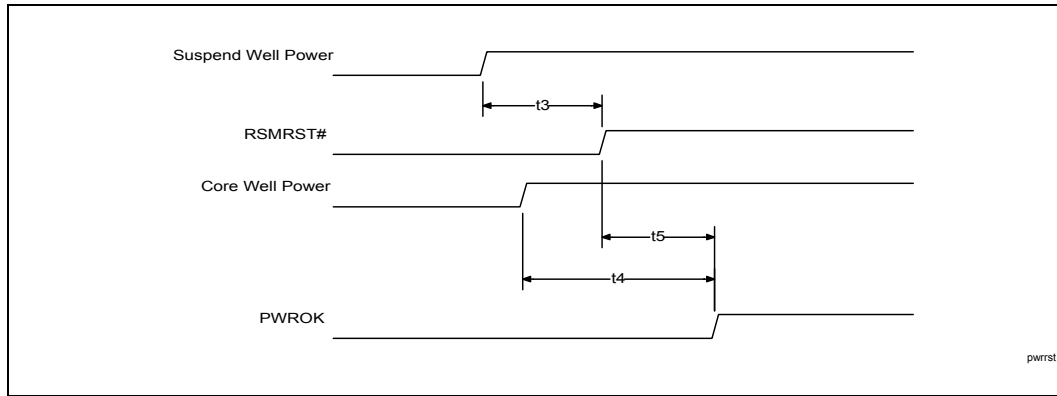 Suspend Well Power
t3
RSMRST#
Core Well Power
t5
t4
PWROK
pwrrst